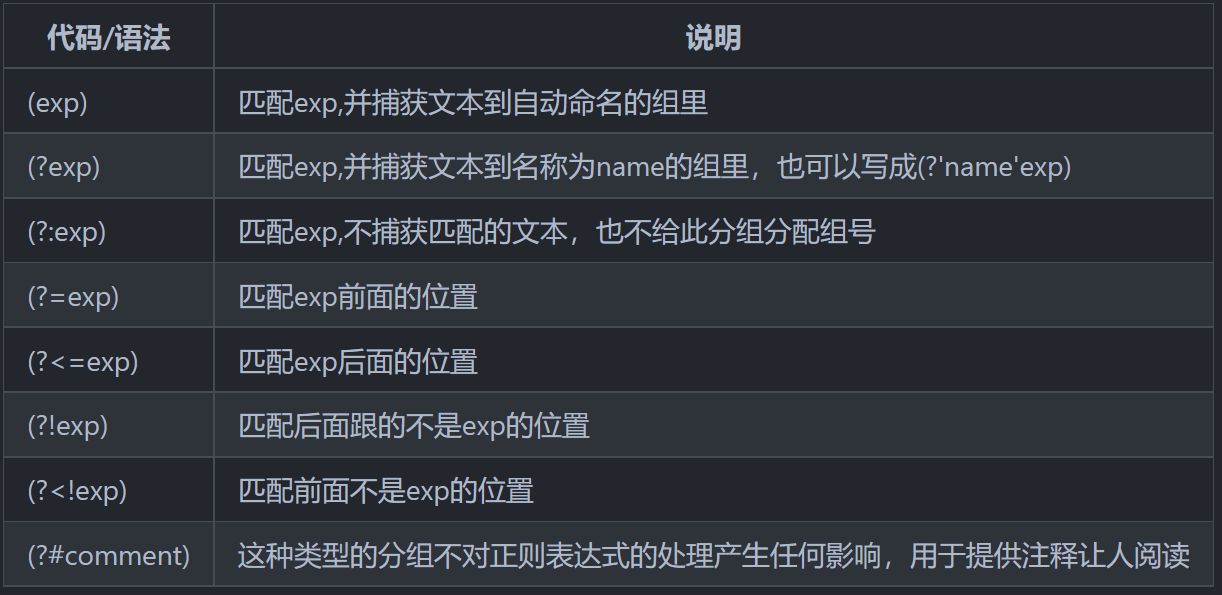 代码/语法 说明
(exp) 匹配exp,并捕获文本到自动命名的组里
(?exp) 匹配exp,并捕获文本到名称为name的组里，也可以写成(?'name'exp)
(?:exp) 匹配exp,不捕获匹配的文本，也不给此分组分配组号
(?=exp) 匹配exp前面的位置
(?<=exp) 匹配exp后面的位置
(?!exp) 匹配后面跟的不是exp的位置
(?<!exp) 匹配前面不是exp的位置
(?#comment) 这种类型的分组不对正则表达式的处理产生任何影响，用于提供注释让人阅读